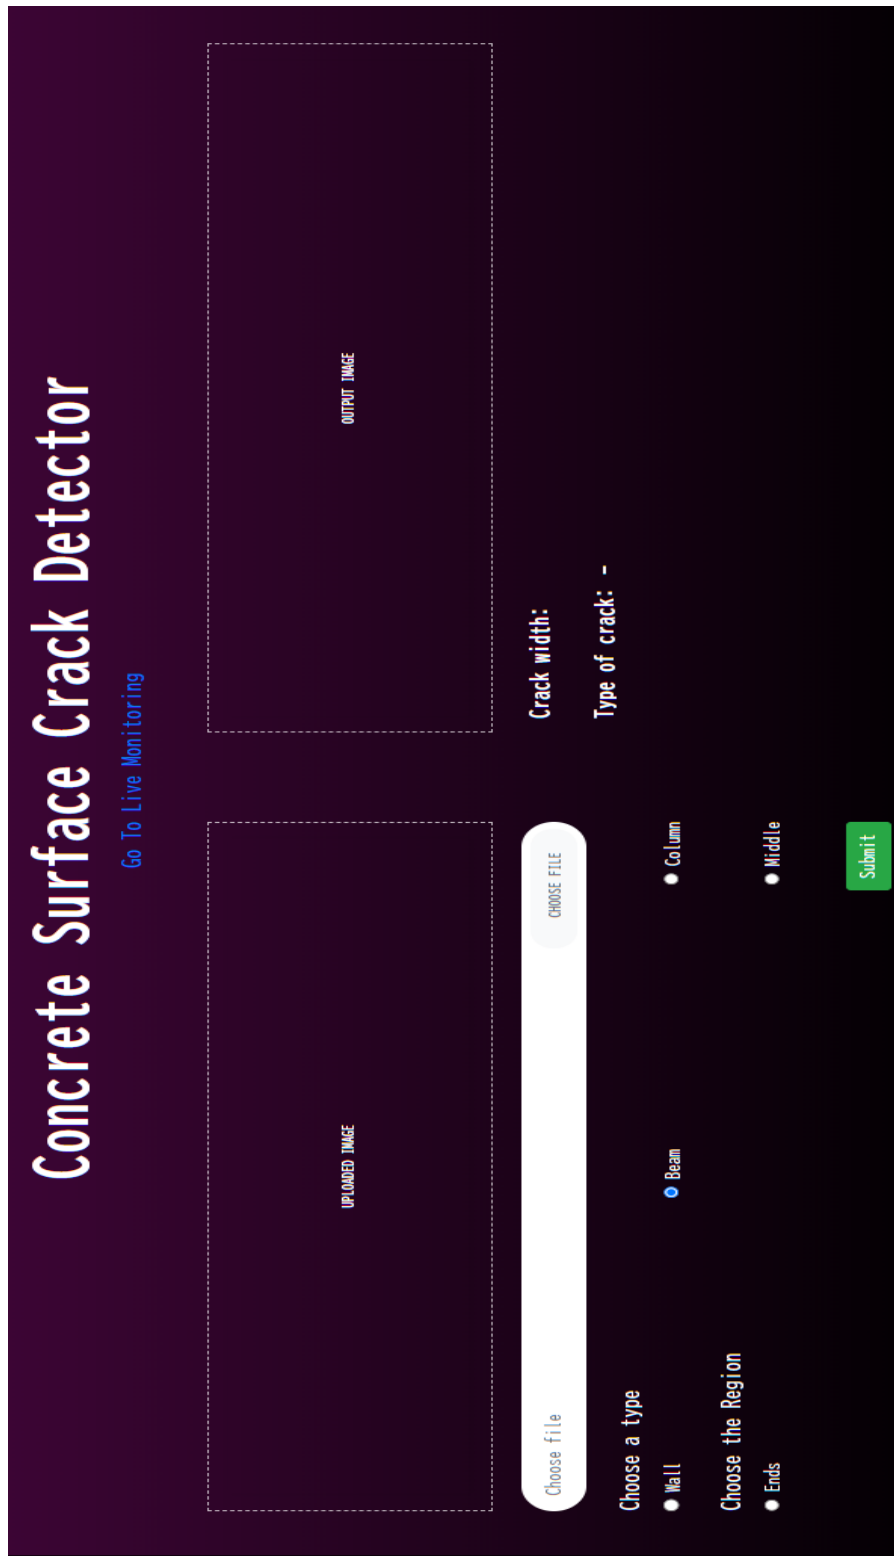 Concrete Surface Crack Detector
Go To Live Monitoring
UPLOADED IMAGE
OUTPUT IMAGE
Choose file
CHOOSE FILE
Choose a type
Wall
Beam
Column
Choose the Region
Ends
Middle
Submit
Crack width:
Type of crack: -